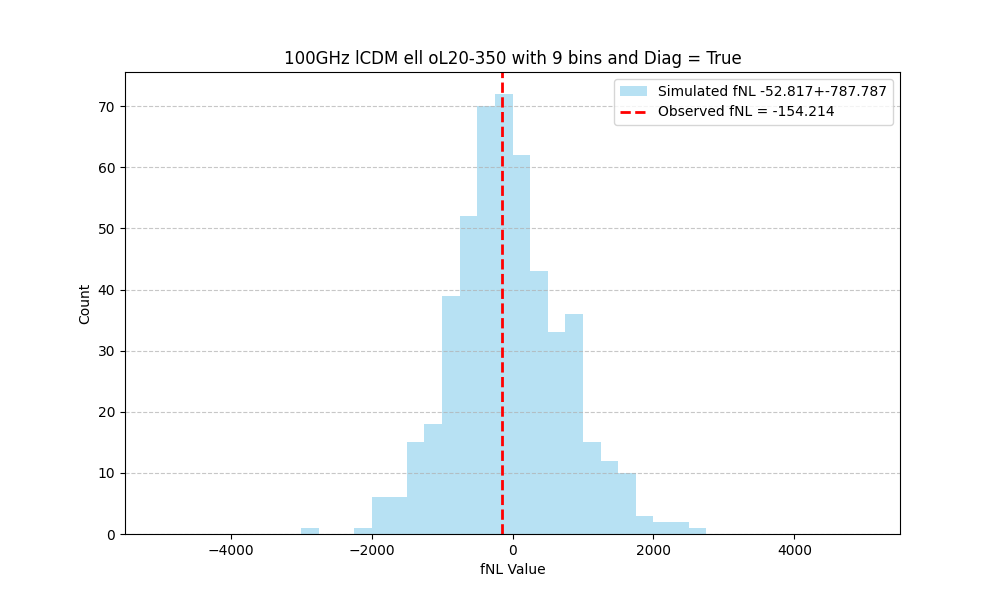 100GHz lCDM ell oL20-350 with 9 bins and Diag = True
Simulated fNL -52.817+-787.787
Observed fNL = -154.214
Count
70
60
50
40
30
20
10
0
−4000
−2000
0
2000
4000
fNL Value